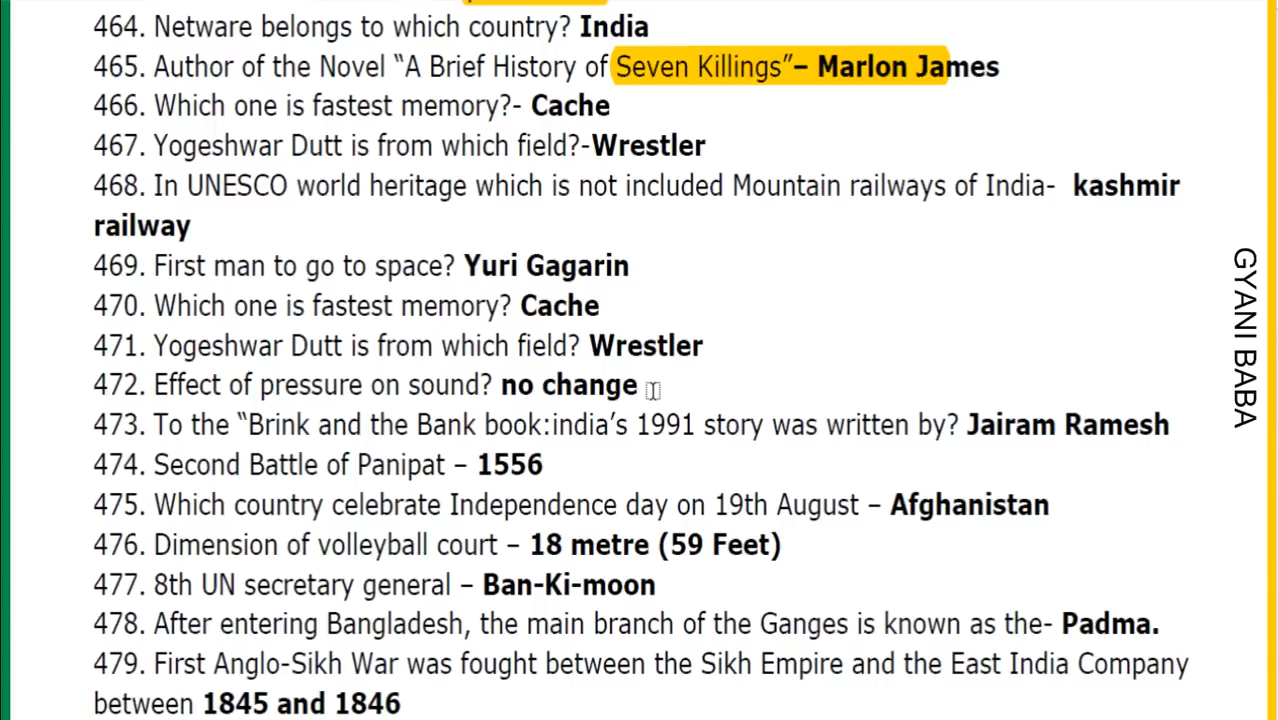 464. Netware belongs to which country? India
465. Author of the Novel “A Brief History of Seven Killings”– Marlon James
466. Which one is fastest memory?- Cache
467. Yogeshwar Dutt is from which field?-Wrestler
468. In UNESCO world heritage which is not included Mountain railways of India- kashmir
railway
469. First man to go to space? Yuri Gagarin
470. Which one is fastest memory? Cache
471. Yogeshwar Dutt is from which field? Wrestler
472. Effect of pressure on sound? no change
473. To the “Brink and the Bank book:india’s 1991 story was written by? Jairam Ramesh
474. Second Battle of Panipat – 1556
475. Which country celebrate Independence day on 19th August – Afghanistan
476. Dimension of volleyball court – 18 metre (59 Feet)
477. 8th UN secretary general – Ban-Ki-moon
478. After entering Bangladesh, the main branch of the Ganges is known as the- Padma.
479. First Anglo-Sikh War was fought between the Sikh Empire and the East India Company
between 1845 and 1846
GYANI BABA